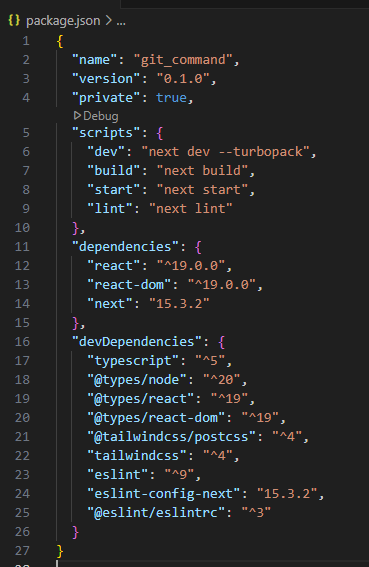 {} package.json > ...
1 {
2 "name": "git_command",
3 "version": "0.1.0",
4 "private": true,
Debug
5 "scripts": {
6 "dev": "next dev --turbopack",
7 "build": "next build",
8 "start": "next start",
9 "lint": "next lint"
10 },
11 "dependencies": {
12 "react": "^19.0.0",
13 "react-dom": "^19.0.0",
14 "next": "15.3.2"
15 },
16 "devDependencies": {
17 "typescript": "^5",
18 "@types/node": "^20",
19 "@types/react": "^19",
20 "@types/react-dom": "^19",
21 "@tailwindcss/postcss": "^4",
22 "tailwindcss": "^4",
23 "eslint": "^9",
24 "eslint-config-next": "15.3.2",
25 "@eslint/eslintrc": "^3"
26 }
27 }
28